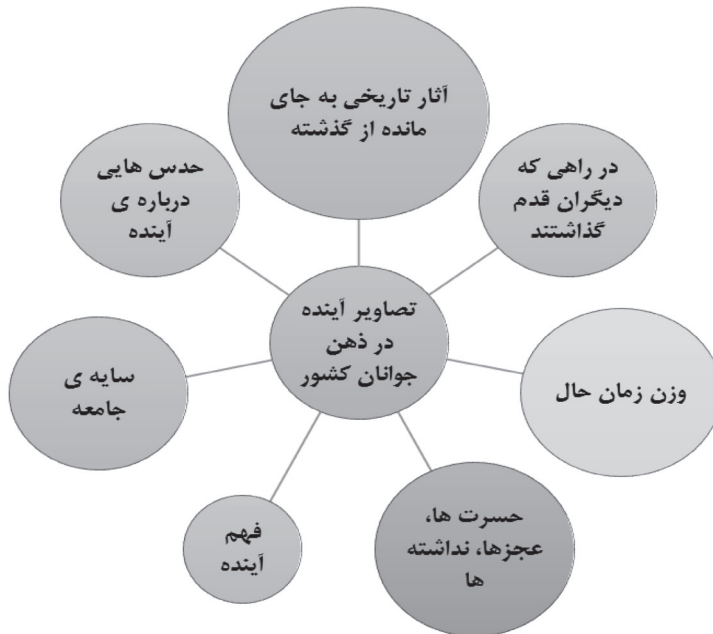 آثار تاریخی به جای
مانده از گذشته
در راهی که
دیگران قدم
گذاشتند
حدس هایی
درباره ی
آینده
تصاویر آینده
در ذهن
جوانان کشور
وزن زمان حال
سایه ی
جامعه
حسرت ها،
عجزها، نداشته
ها
فهم
آینده